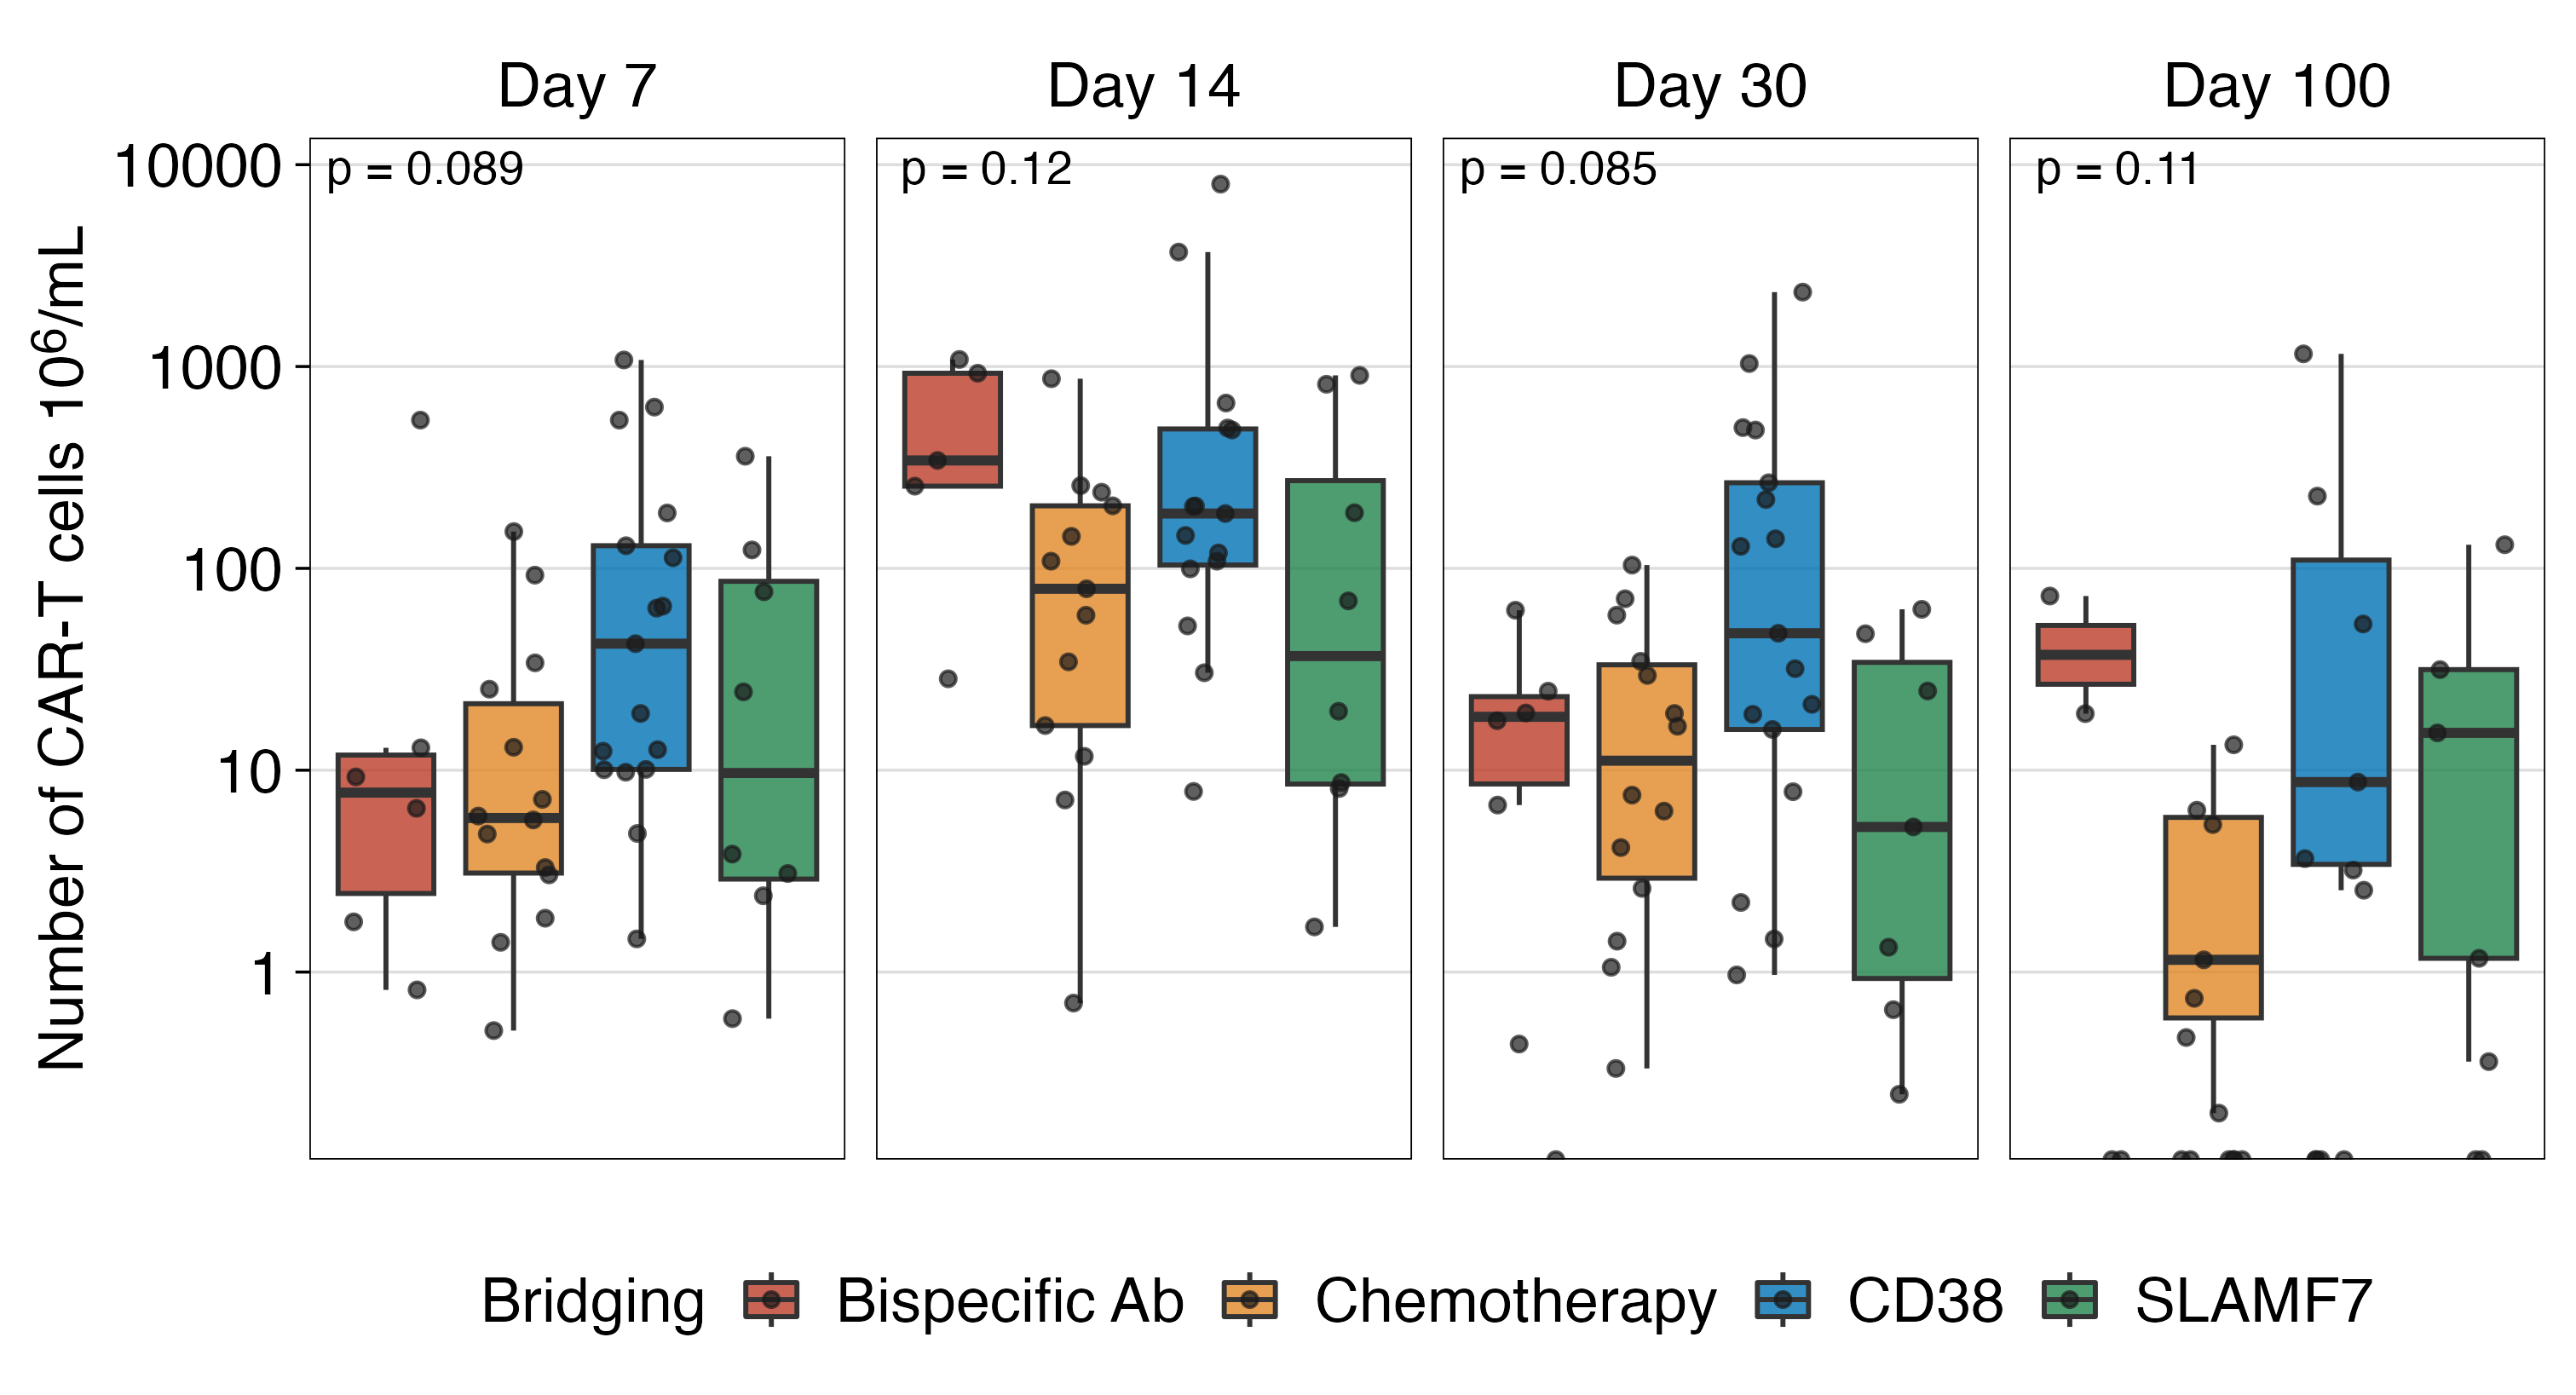 Day 7 Day 14 Day 30 Day 100
p = 0.089 p = 0.12 p = 0.085 p = 0.11
10000
1000
100
10
1
Number of CAR-T cells 10⁶/mL
Bridging Bispecific Ab Chemotherapy CD38 SLAMF7